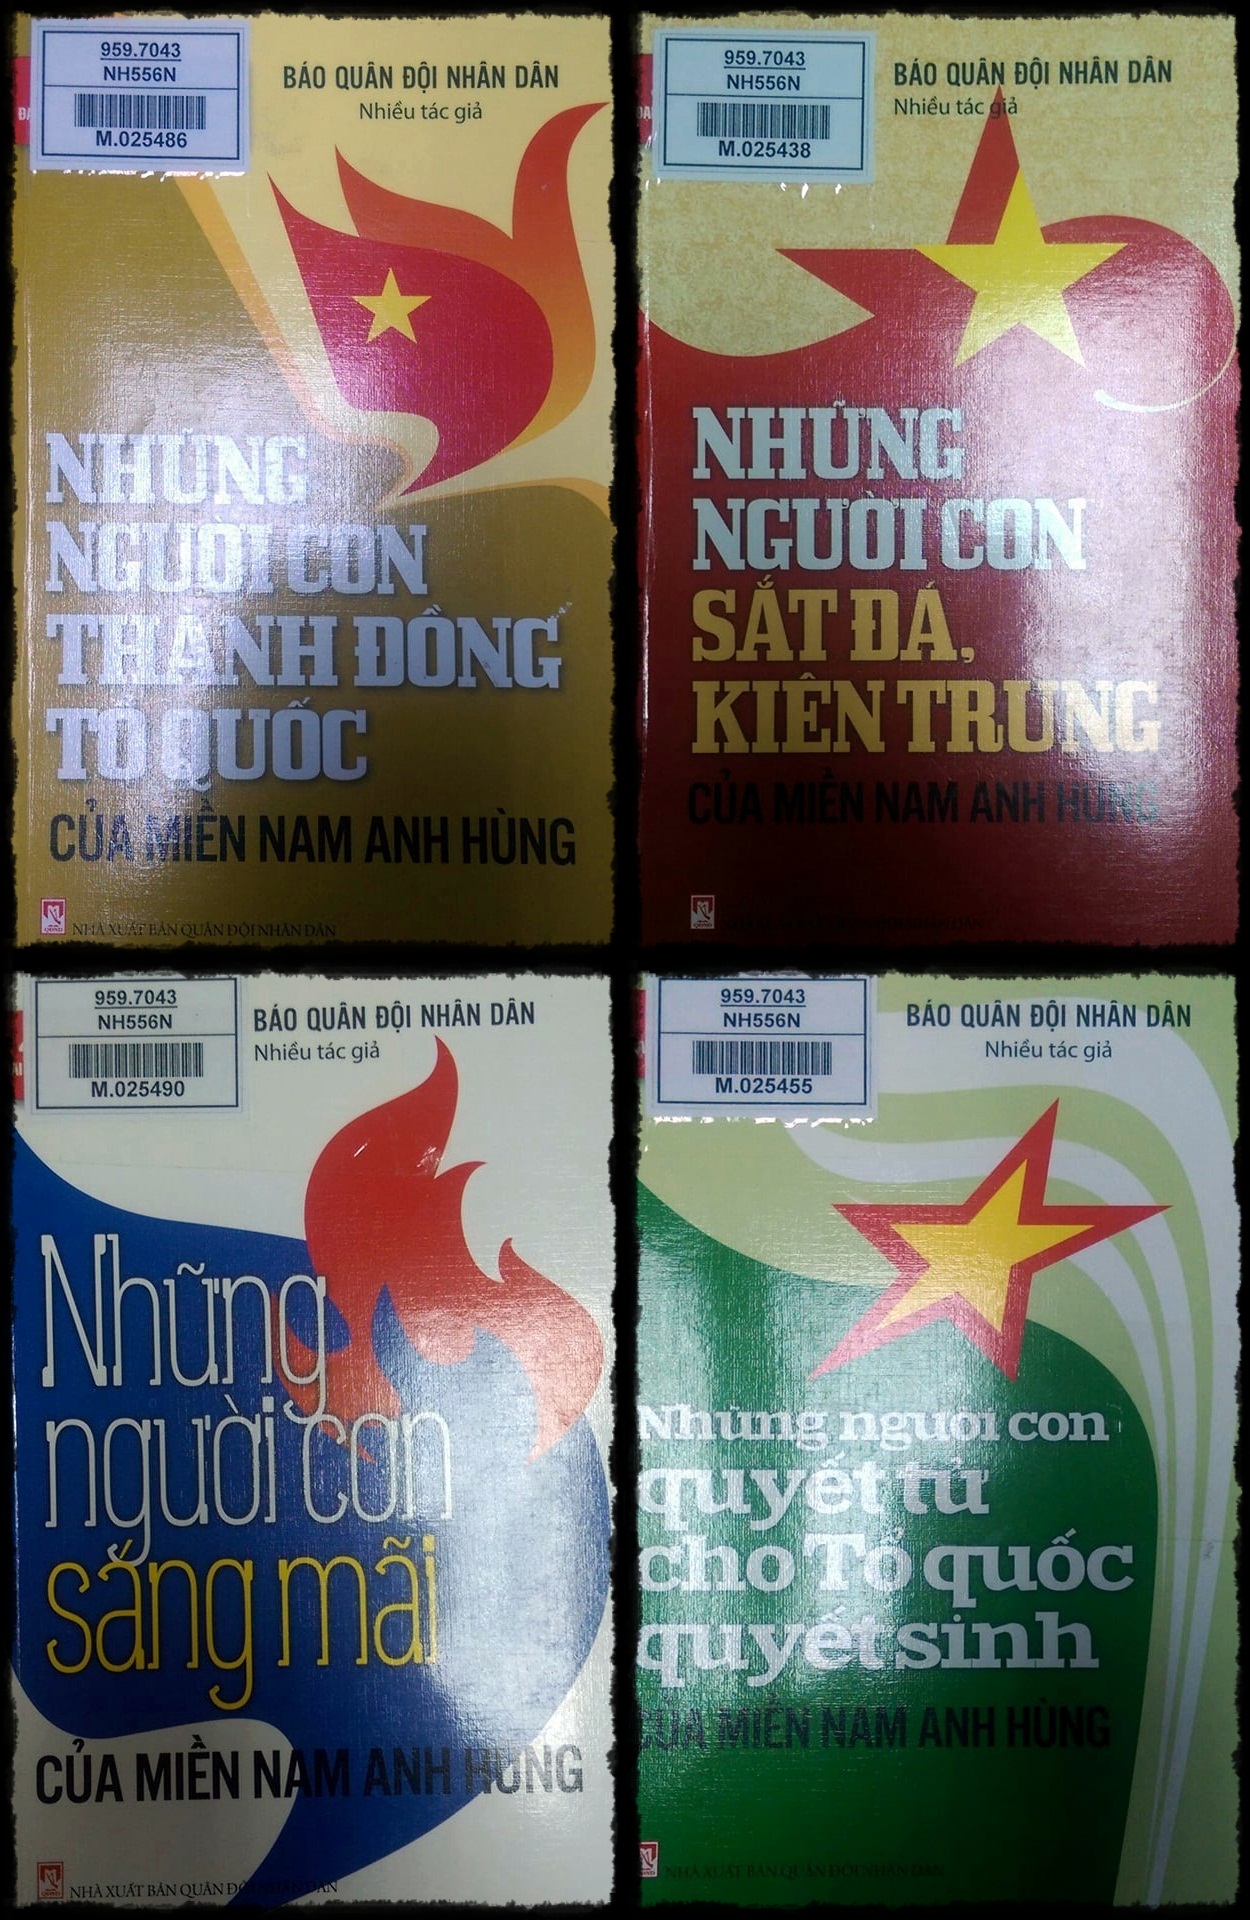 959.7043
NH556N
M.025486
BÁO QUÂN ĐỘI NHÂN DÂN
Nhiều tác giả
NHỮNG
NGƯỜI CON
THÀNH ĐỒNG
TỔ QUỐC
CỦA MIỀN NAM ANH HÙNG
NHÀ XUẤT BẢN QUÂN ĐỘI NHÂN DÂN
959.7043
NH556N
M.025438
BÁO QUÂN ĐỘI NHÂN DÂN
Nhiều tác giả
NHỮNG
NGƯỜI CON
SẮT ĐÁ,
KIÊN TRUNG
CỦA MIỀN NAM ANH HÙNG
959.7043
NH556N
M.025490
BÁO QUÂN ĐỘI NHÂN DÂN
Nhiều tác giả
Những
người con
sáng mãi
CỦA MIỀN NAM ANH HÙNG
NHÀ XUẤT BẢN QUÂN ĐỘI NHÂN DÂN
959.7043
NH556N
M.025455
BÁO QUÂN ĐỘI NHÂN DÂN
Nhiều tác giả
Những người con
quyết tử
cho Tổ quốc
quyết sinh
CỦA MIỀN NAM ANH HÙNG
NHÀ XUẤT BẢN QUÂN ĐỘI NHÂN DÂN